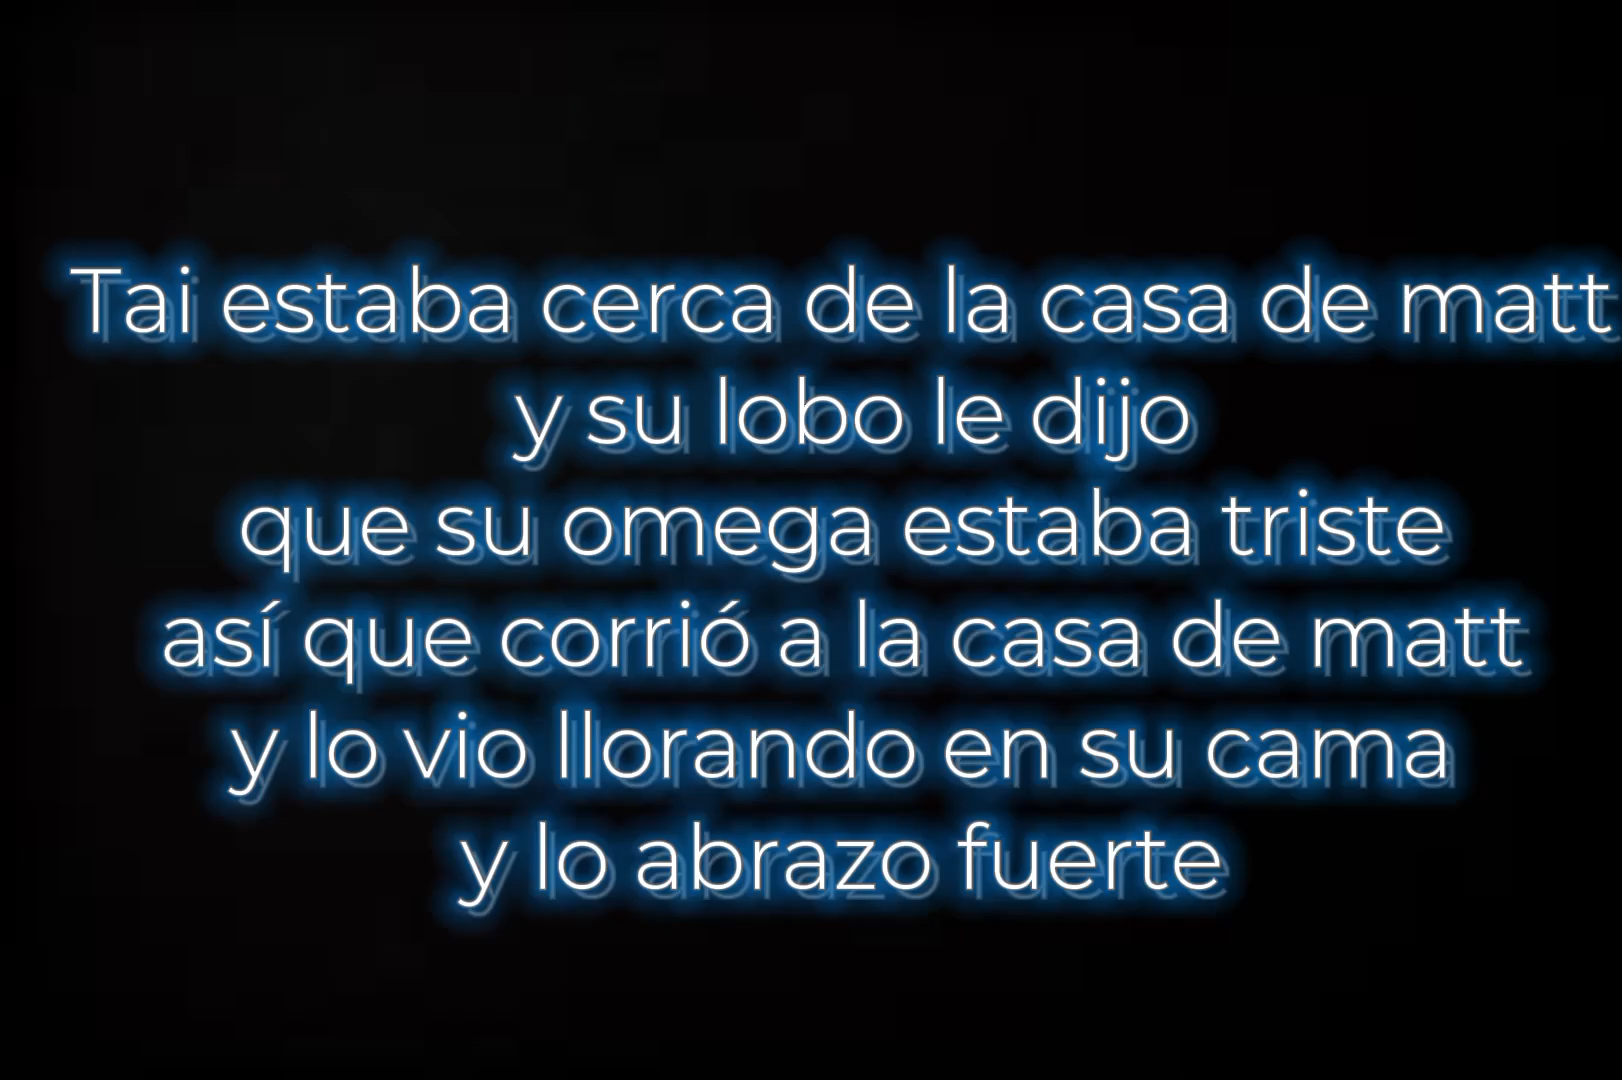 Tai estaba cerca de la casa de matt
y su lobo le dijo
que su omega estaba triste
así que corrió a la casa de matt
y lo vio llorando en su cama
y lo abrazo fuerte